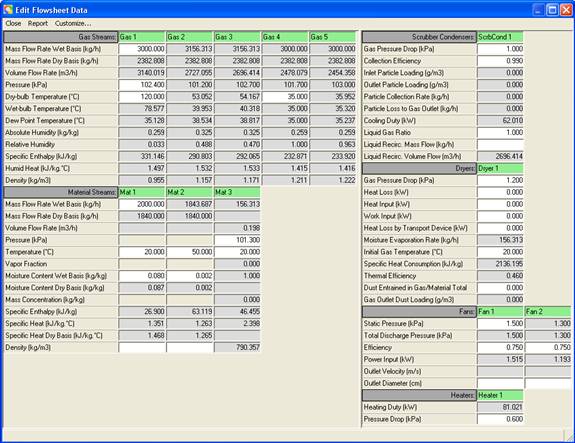 Edit Flowsheet Data
Close Report Customize...
Gas Streams: Gas 1 Gas 2 Gas 3 Gas 4 Gas 5
Mass Flow Rate Wet Basis (kg/h) 3000.000 3156.313 3156.313 3000.000 3000.000
Mass Flow Rate Dry Basis (kg/h) 2382.808 2382.808 2382.808 2382.808 2382.808
Volume Flow Rate (m3/h) 3140.019 2727.055 2696.414 2478.079 2454.358
Pressure (kPa) 102.400 101.200 102.700 101.700 103.000
Dry-bulb Temperature (°C) 120.000 53.052 54.167 35.000 35.952
Wet-bulb Temperature (°C) 78.577 39.953 40.318 35.000 35.320
Dew Point Temperature (°C) 35.128 38.534 38.817 35.000 35.237
Absolute Humidity (kg/kg) 0.259 0.325 0.325 0.259 0.259
Relative Humidity 0.033 0.488 0.470 1.000 0.963
Specific Enthalpy (kJ/kg) 331.146 290.803 292.065 232.871 233.920
Humid Heat (kJ/kg.°C) 1.497 1.532 1.533 1.415 1.416
Density (kg/m3) 0.955 1.157 1.171 1.211 1.222
Material Streams: Mat 1 Mat 2 Mat 3
Mass Flow Rate Wet Basis (kg/h) 2000.000 1843.687 156.313
Mass Flow Rate Dry Basis (kg/h) 1840.000 1840.000
Volume Flow Rate (m3/h) 0.198
Pressure (kPa) 101.300
Temperature (°C) 20.000 50.000 20.000
Vapor Fraction 0.000
Moisture Content Wet Basis (kg/kg) 0.080 0.002 1.000
Moisture Content Dry Basis (kg/kg) 0.087 0.002
Mass Concentration (kg/kg) 0.000
Specific Enthalpy (kJ/kg) 26.900 63.119 46.455
Specific Heat (kJ/kg.°C) 1.351 1.263 2.398
Specific Heat Dry Basis (kJ/kg.°C) 1.468 1.265
Density (kg/m3) 790.357
Scrubber Condensers: ScrbCond 1
Gas Pressure Drop (kPa) 1.000
Collection Efficiency 0.990
Inlet Particle Loading (g/m3) 0.000
Outlet Particle Loading (g/m3) 0.000
Particle Collection Rate (kg/h) 0.000
Particle Loss to Gas Outlet (kg/h) 0.000
Cooling Duty (kW) 62.010
Liquid Gas Ratio 1.000
Liquid Recirc. Mass Flow (kg/h)
Liquid Recirc. Volume Flow (m3/h) 2696.414
Dryers: Dryer 1
Gas Pressure Drop (kPa) 1.200
Heat Loss (kW) 0.000
Heat Input (kW) 0.000
Work Input (kW) 0.000
Heat Loss by Transport Device (kW) 0.000
Moisture Evaporation Rate (kg/h) 156.313
Initial Gas Temperature (°C) 20.000
Specific Heat Consumption (kJ/kg) 2136.195
Thermal Efficiency 0.460
Dust Entrained in Gas/Material Total 0.000
Gas Outlet Dust Loading (g/m3) 0.000
Fans: Fan 1 Fan 2
Static Pressure (kPa) 1.500 1.300
Total Discharge Pressure (kPa) 1.500 1.300
Efficiency 0.750 0.750
Power Input (kW) 1.515 1.193
Outlet Velocity (m/s)
Outlet Diameter (cm)
Heaters: Heater 1
Heating Duty (kW) 81.021
Pressure Drop (kPa) 0.600